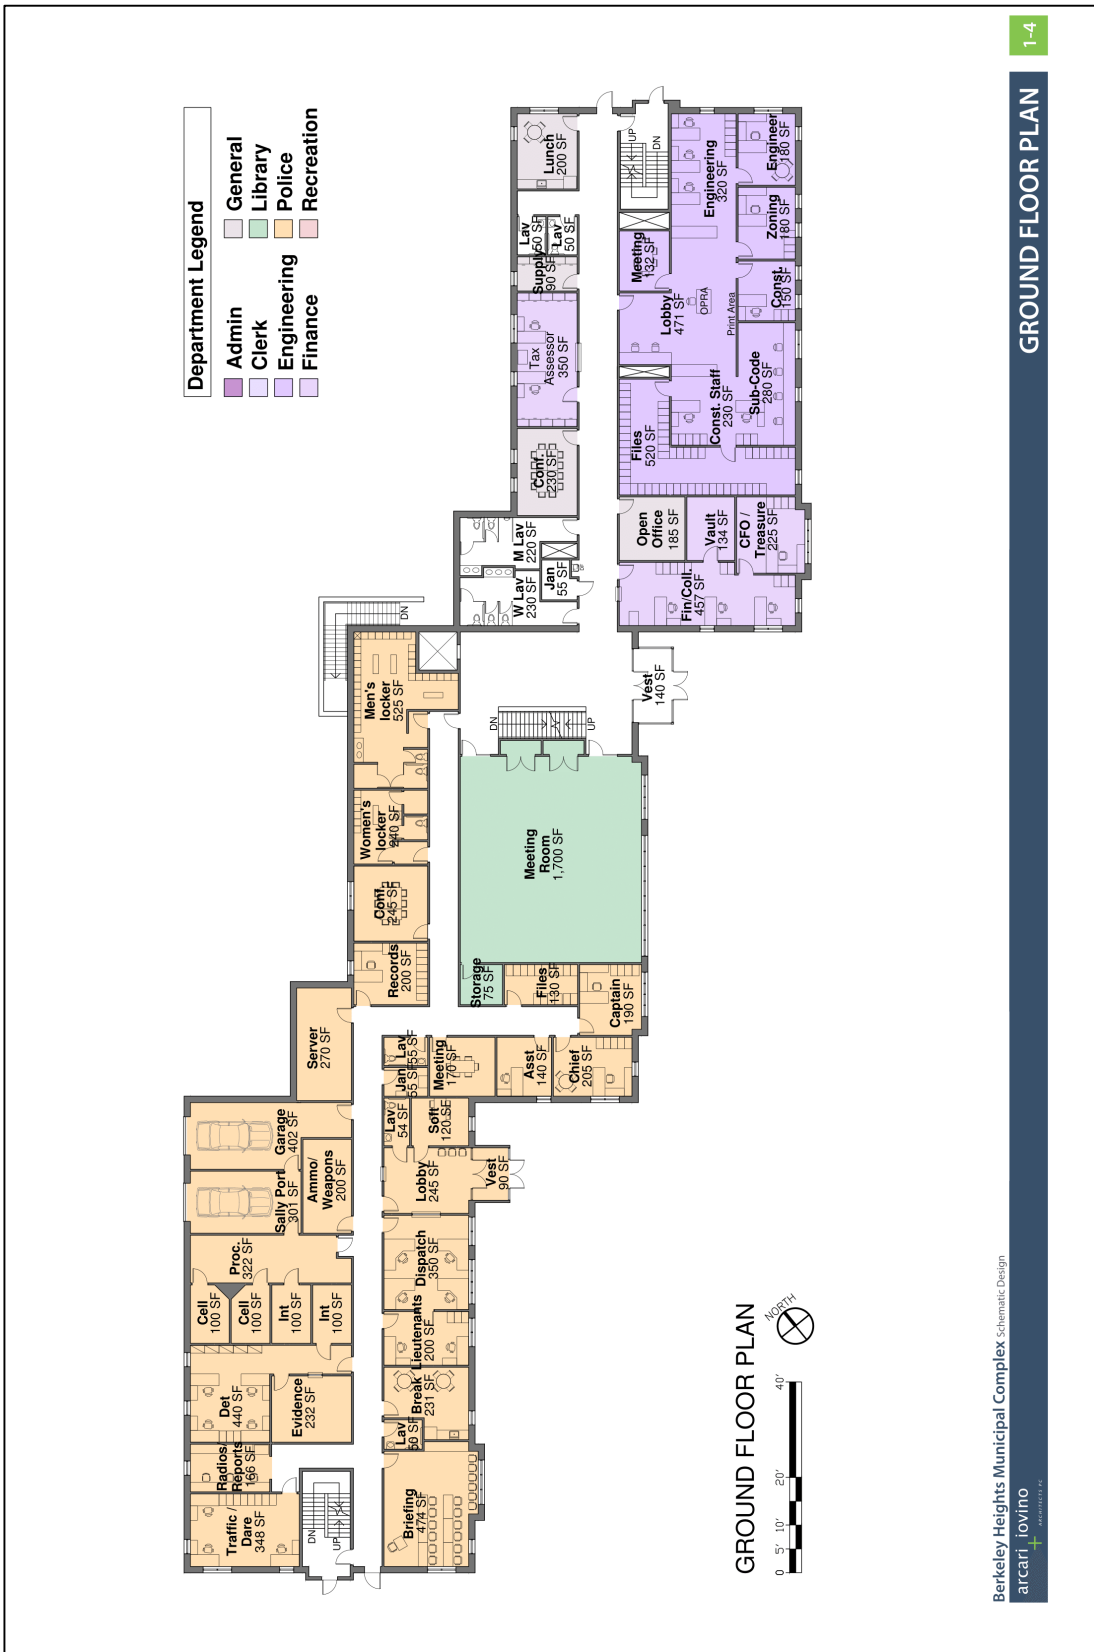 Department Legend
Admin
Clerk
Engineering
Finance
General
Library
Police
Recreation
Traffic /
Dare
348 SF
Radios/
Reports
166 SF
Det
440 SF
Evidence
232 SF
Cell
100 SF
Cell
100 SF
Int
100 SF
Int
100 SF
Proc.
322 SF
Sally Port
301 SF
Garage
402 SF
Ammo/
Weapons
200 SF
Server
270 SF
DN
UP
Briefing
474 SF
Lav
50 SF
Break
231 SF
Lieutenants
200 SF
Dispatch
350 SF
Lobby
245 SF
Vest
90 SF
Lav
54 SF
Soft
120 SF
Jan
55 SF
Lav
55 SF
Meeting
170 SF
Asst
140 SF
Chief
205 SF
Captain
190 SF
Files
130 SF
Storage
75 SF
Records
200 SF
Conf.
245 SF
Women's
locker
240 SF
Men's
locker
525 SF
DN
Meeting
Room
1,700 SF
DN
UP
Vest
140 SF
W Lav
230 SF
M Lav
220 SF
Jan
55 SF
Conf.
230 SF
Tax
Assessor
350 SF
Supply
90 SF
Lav
50 SF
Lav
50 SF
Lunch
200 SF
UP
DN
Fin/Coll.
457 SF
Open
Office
185 SF
Vault
134 SF
CFO /
Treasure
225 SF
Files
520 SF
Const. Staff
230 SF
Sub-Code
280 SF
Lobby
471 SF
OPRA
Print Area
Meeting
132 SF
Const.
150 SF
Zoning
180 SF
Engineering
320 SF
Engineer
180 SF
GROUND FLOOR PLAN
NORTH
0 5' 10' 20' 40'
Berkeley Heights Municipal Complex Schematic Design
arcari + iovino
ARCHITECTS PC
GROUND FLOOR PLAN
1-4